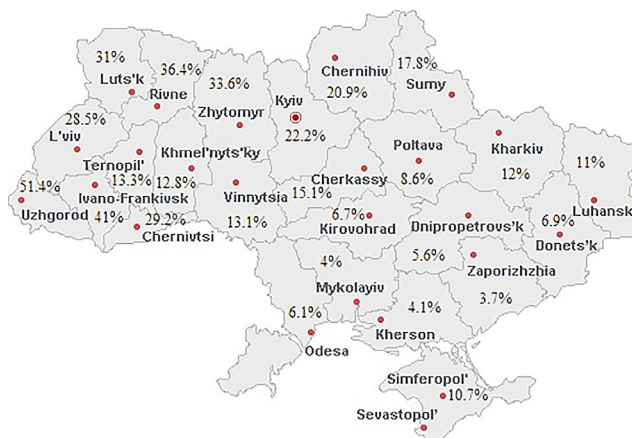 31%
Luts'k
36.4%
Rivne
33.6%
Zhytomyr
Kyiv
22.2%
Chernihiv
20.9%
17.8%
Sumy
28.5%
L'viv
Ternopil'
13.3%
Khmel'nyts'ky
12.8%
Vinnytsia
13.1%
Cherkassy
15.1%
Poltava
8.6%
Kharkiv
12%
11%
Luhansk
51.4%
Uzhgorod
Ivano-Frankivsk
41%
29.2%
Chernivtsi
6.7%
Kirovohrad
Dnipropetrovs'k
5.6%
6.9%
Donets'k
Zaporizhzhia
3.7%
4%
Mykolayiv
4.1%
Kherson
6.1%
Odesa
Simferopol'
10.7%
Sevastopol'